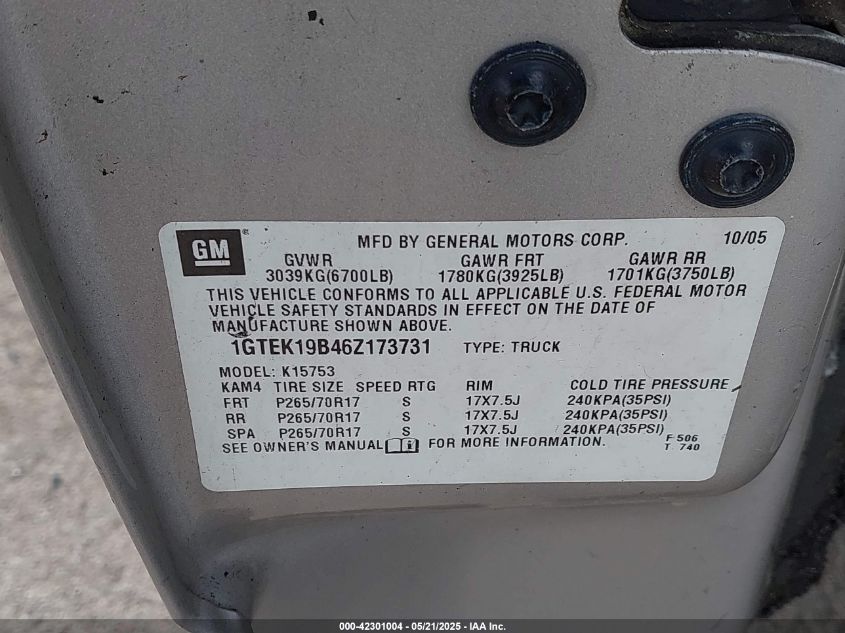 GM
MFD BY GENERAL MOTORS CORP. 10/05
GVWR GAWR FRT GAWR RR
3039KG(6700LB) 1780KG(3925LB) 1701KG(3750LB)
THIS VEHICLE CONFORMS TO ALL APPLICABLE U.S. FEDERAL MOTOR
VEHICLE SAFETY STANDARDS IN EFFECT ON THE DATE OF
MANUFACTURE SHOWN ABOVE.
1GTEK19B46Z173731 TYPE: TRUCK
MODEL: K15753
KAM4 TIRE SIZE SPEED RTG RIM COLD TIRE PRESSURE
FRT P265/70R17 S 17X7.5J 240KPA(35PSI)
RR P265/70R17 S 17X7.5J 240KPA(35PSI)
SPA P265/70R17 S 17X7.5J 240KPA(35PSI)
SEE OWNER'S MANUAL FOR MORE INFORMATION.
F 506
T 740
000-42301004 - 05/21/2025 - IAA Inc.